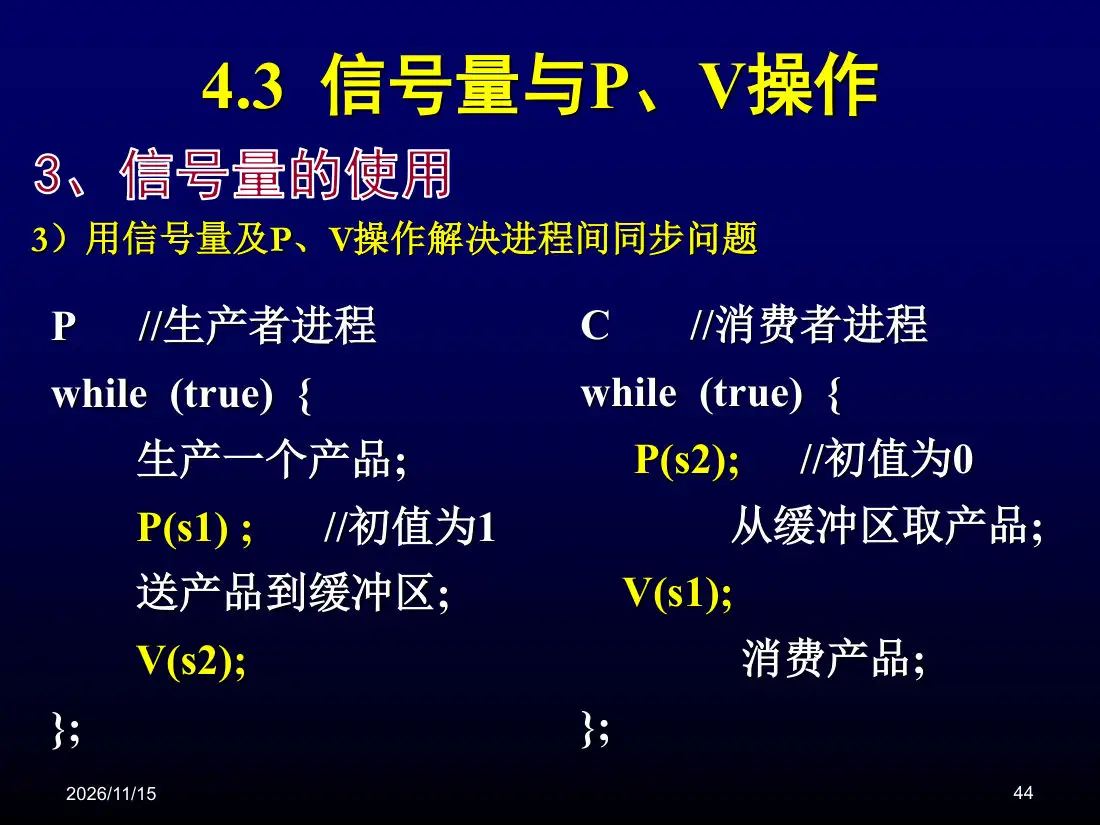 4.3 信号量与P、V操作
3、信号量的使用
3）用信号量及P、V操作解决进程间同步问题
P //生产者进程
while (true) {
生产一个产品;
P(s1) ; //初值为1
送产品到缓冲区;
V(s2);
};
C //消费者进程
while (true) {
P(s2); //初值为0
从缓冲区取产品;
V(s1);
消费产品;
};
2026/11/15
44